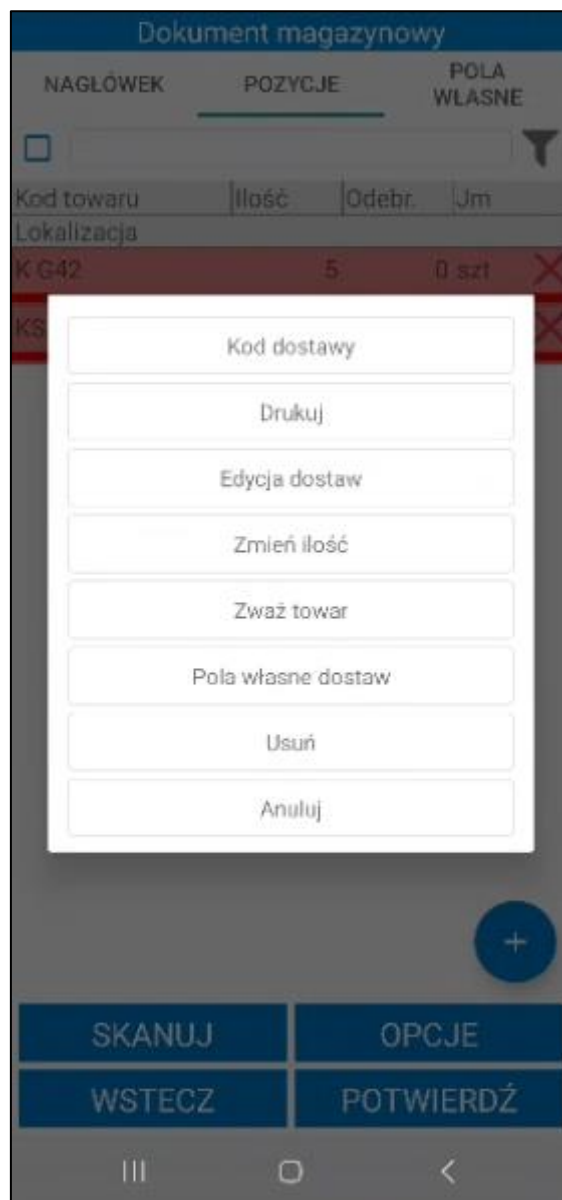 Dokument magazynowy
NAGŁÓWEK POZYCJE POLA WŁASNE
Kod towaru Ilość Odebr. Jm
Lokalizacja
K G42 5 0 szt
KS
Kod dostawy
Drukuj
Edycja dostaw
Zmień ilość
Zważ towar
Pola własne dostaw
Usuń
Anuluj
+
SKANUJ OPCJE
WSTECZ POTWIERDŹ